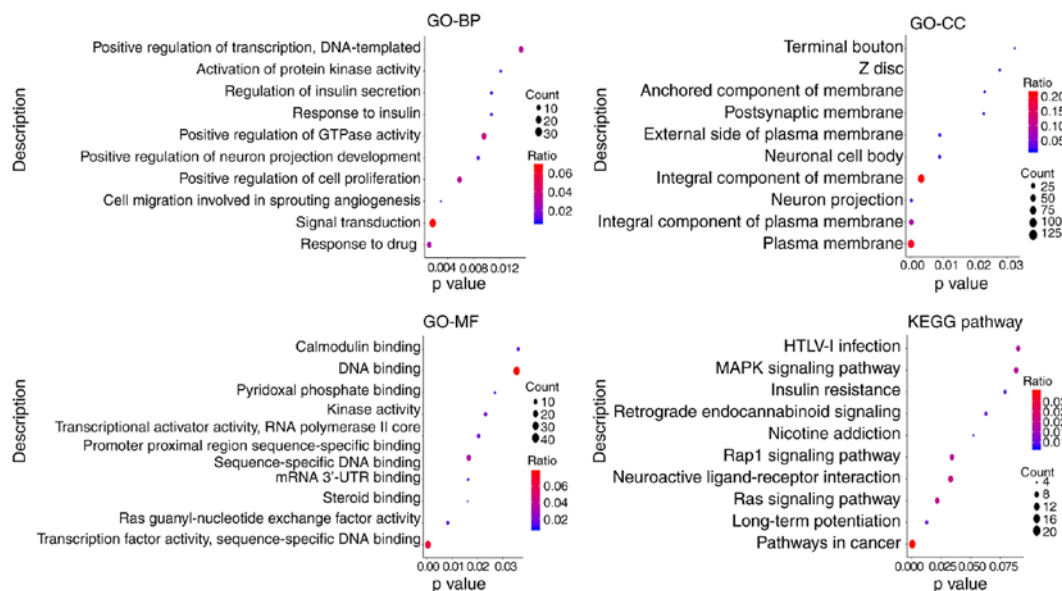 GO-BP
Description
Positive regulation of transcription, DNA-templated
Activation of protein kinase activity
Regulation of insulin secretion
Response to insulin
Positive regulation of GTPase activity
Positive regulation of neuron projection development
Positive regulation of cell proliferation
Cell migration involved in sprouting angiogenesis
Signal transduction
Response to drug
0.004 0.008 0.012
p value
Count
10
20
30
Ratio
0.06
0.04
0.02
GO-CC
Description
Terminal bouton
Z disc
Anchored component of membrane
Postsynaptic membrane
External side of plasma membrane
Neuronal cell body
Integral component of membrane
Neuron projection
Integral component of plasma membrane
Plasma membrane
0.00 0.01 0.02 0.03
p value
Ratio
0.20
0.15
0.10
0.05
Count
25
50
75
100
125
GO-MF
Description
Calmodulin binding
DNA binding
Pyridoxal phosphate binding
Kinase activity
Transcriptional activator activity, RNA polymerase II core
Promoter proximal region sequence-specific binding
Sequence-specific DNA binding
mRNA 3'-UTR binding
Steroid binding
Ras guanyl-nucleotide exchange factor activity
Transcription factor activity, sequence-specific DNA binding
0.00 0.01 0.02 0.03
p value
Count
10
20
30
40
Ratio
0.06
0.04
0.02
KEGG pathway
Description
HTLV-I infection
MAPK signaling pathway
Insulin resistance
Retrograde endocannabinoid signaling
Nicotine addiction
Rap1 signaling pathway
Neuroactive ligand-receptor interaction
Ras signaling pathway
Long-term potentiation
Pathways in cancer
0.000 0.025 0.050 0.075
p value
Ratio
Count
4
8
12
16
20